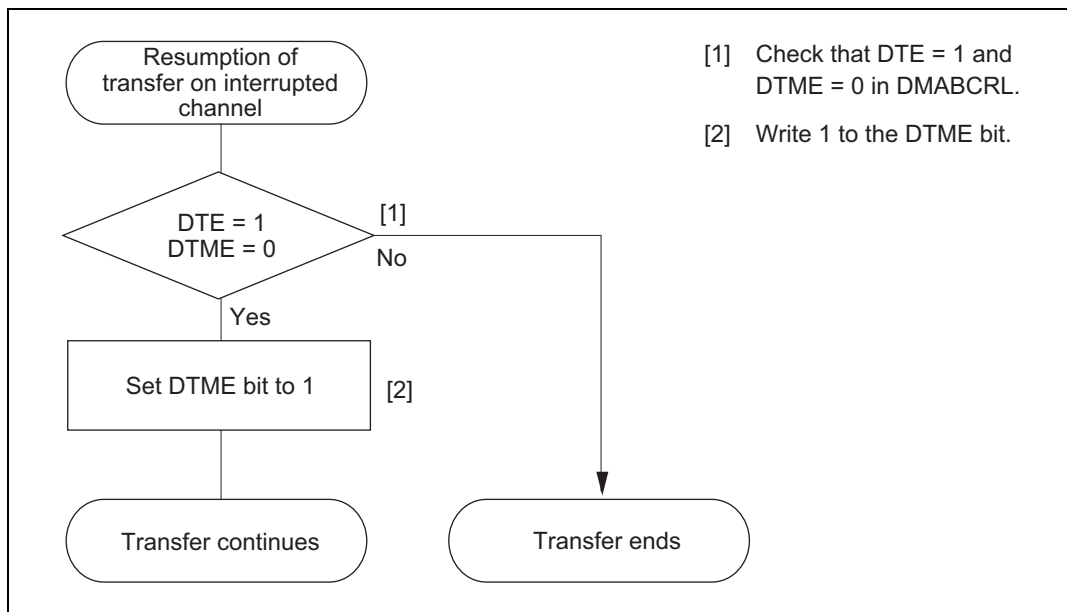 Resumption of
transfer on interrupted
channel
DTE = 1
DTME = 0
[1]
No
Yes
Set DTME bit to 1
[2]
Transfer continues
Transfer ends
[1] Check that DTE = 1 and
DTME = 0 in DMABCRL.
[2] Write 1 to the DTME bit.